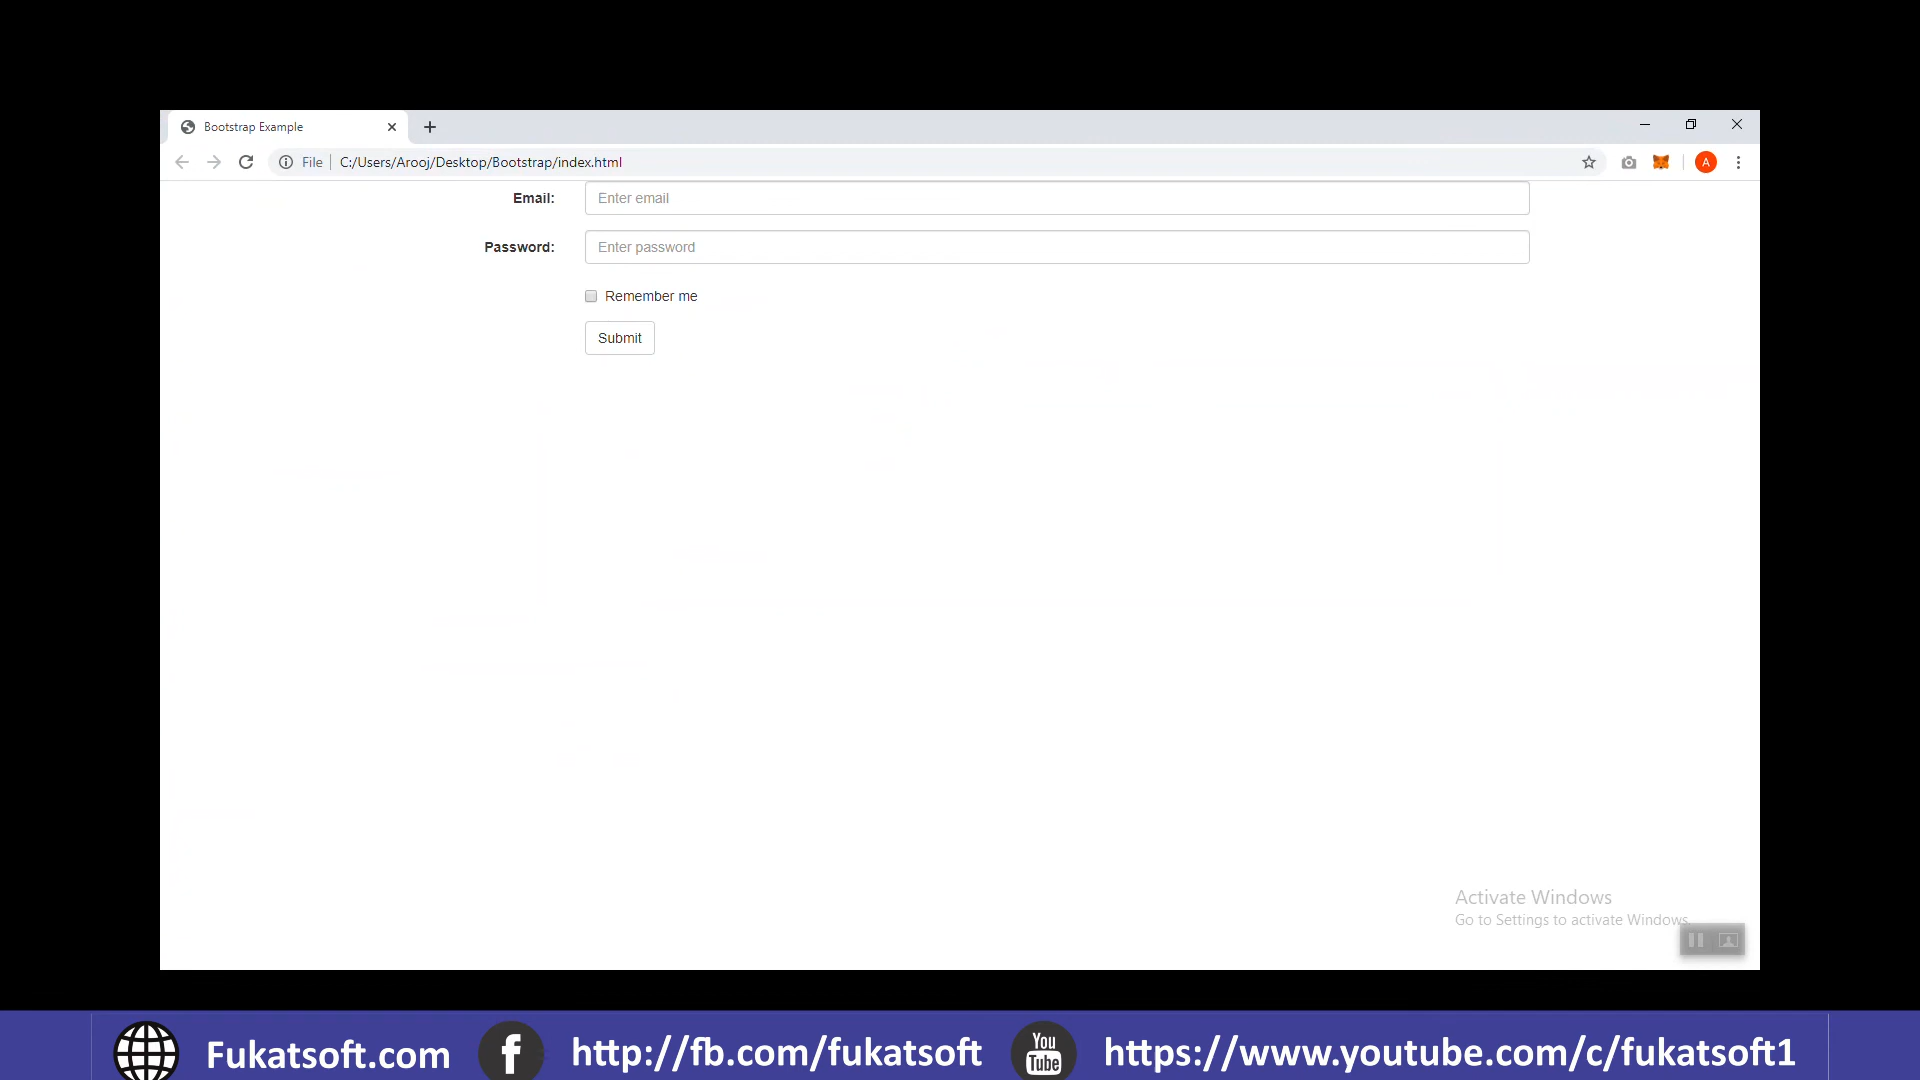 Bootstrap Example
File C:/Users/Arooj/Desktop/Bootstrap/index.html
A
Email: Enter email
Password: Enter password
Remember me
Submit
Activate Windows
Go to Settings to activate Windows.
Fukatsoft.com f http://fb.com/fukatsoft You Tube https://www.youtube.com/c/fukatsoft1